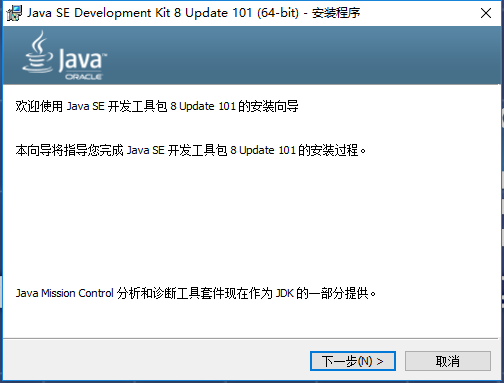 Java SE Development Kit 8 Update 101 (64-bit) - 安装程序
Java™
ORACLE
欢迎使用 Java SE 开发工具包 8 Update 101 的安装向导
本向导将指导您完成 Java SE 开发工具包 8 Update 101 的安装过程。
Java Mission Control 分析和诊断工具套件现在作为 JDK 的一部分提供。
下一步(N) >
取消